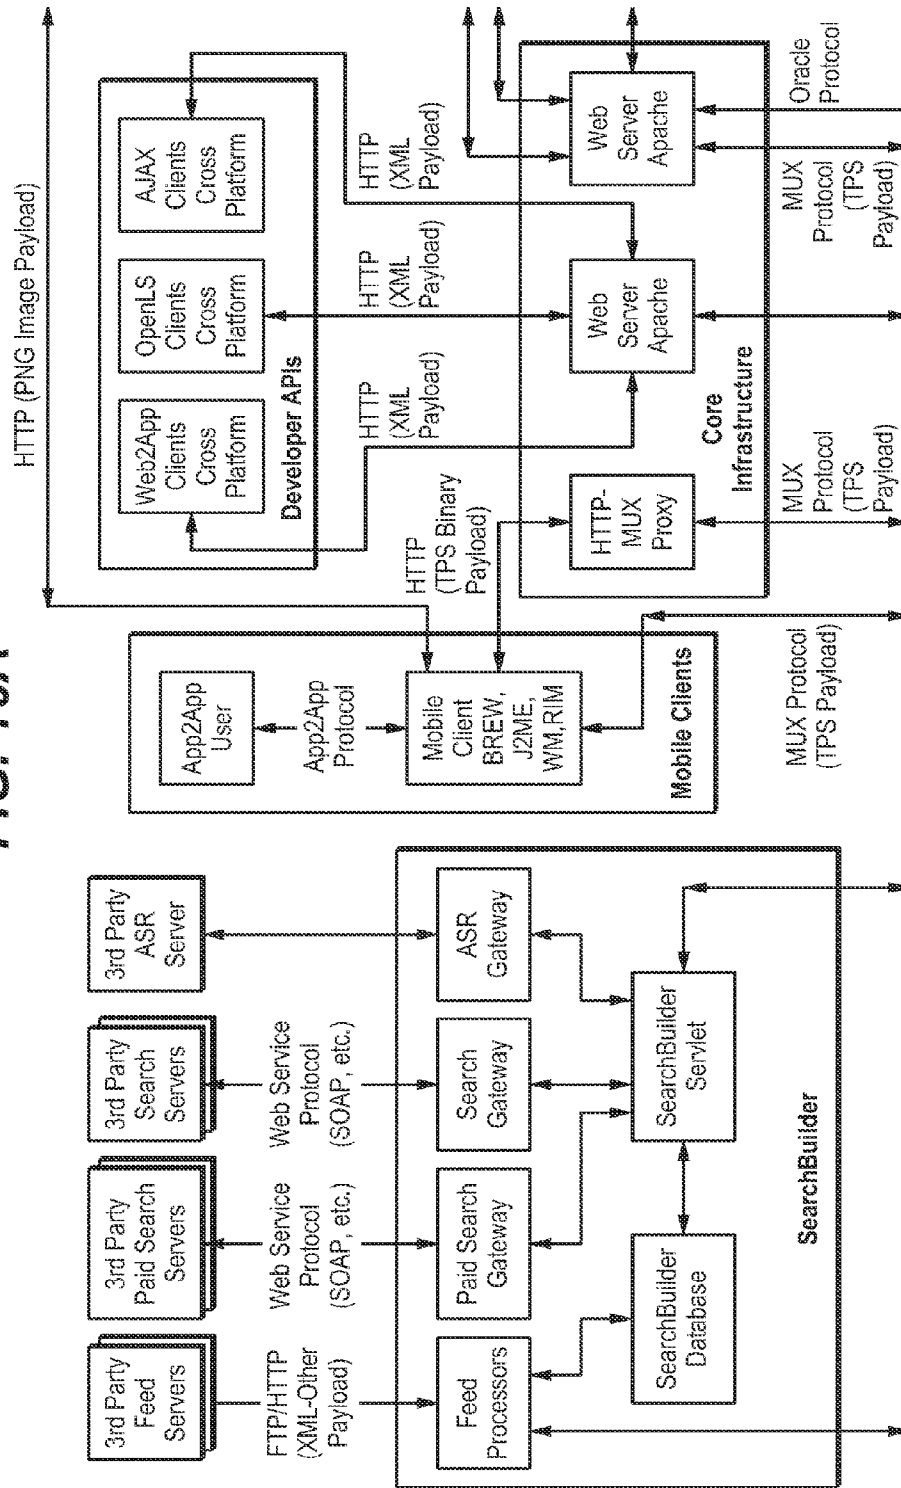 3rd Party
Feed
Servers
3rd Party
Paid Search
Servers
3rd Party
Search
Servers
3rd Party
ASR
Server
FTP/HTTP
(XML-Other
Payload)
Web Service
Protocol
(SOAP, etc.)
Web Service
Protocol
(SOAP, etc.)
Feed
Processors
Paid Search
Gateway
Search
Gateway
ASR
Gateway
SearchBuilder
Database
SearchBuilder
Servlet
SearchBuilder
App2App
User
App2App
Protocol
Mobile
Client
BREW,
J2ME,
WM,RIM
Mobile Clients
MUX Protocol
(TPS Payload)
HTTP (PNG Image Payload)
Web2App
Clients
Cross
Platform
OpenLS
Clients
Cross
Platform
AJAX
Clients
Cross
Platform
Developer APIs
HTTP
(XML
Payload)
HTTP
(XML
Payload)
HTTP
(XML
Payload)
HTTP
(TPS Binary
Payload)
HTTP-
MUX
Proxy
Web
Server
Apache
Web
Server
Apache
Core
Infrastructure
MUX
Protocol
(TPS
Payload)
MUX
Protocol
(TPS
Payload)
Oracle
Protocol